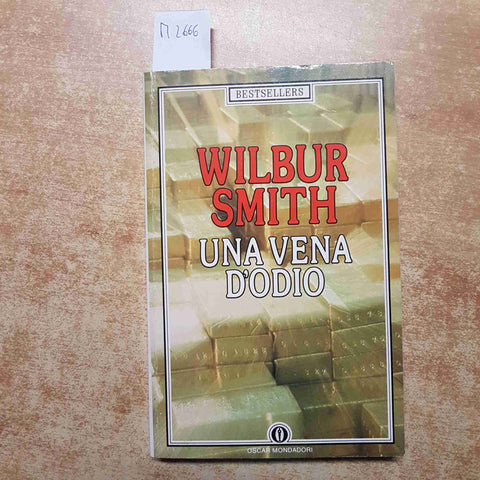 M 2666
BESTSELLERS
WILBUR
SMITH
UNA VENA
D'ODIO
OSCAR MONDADORI